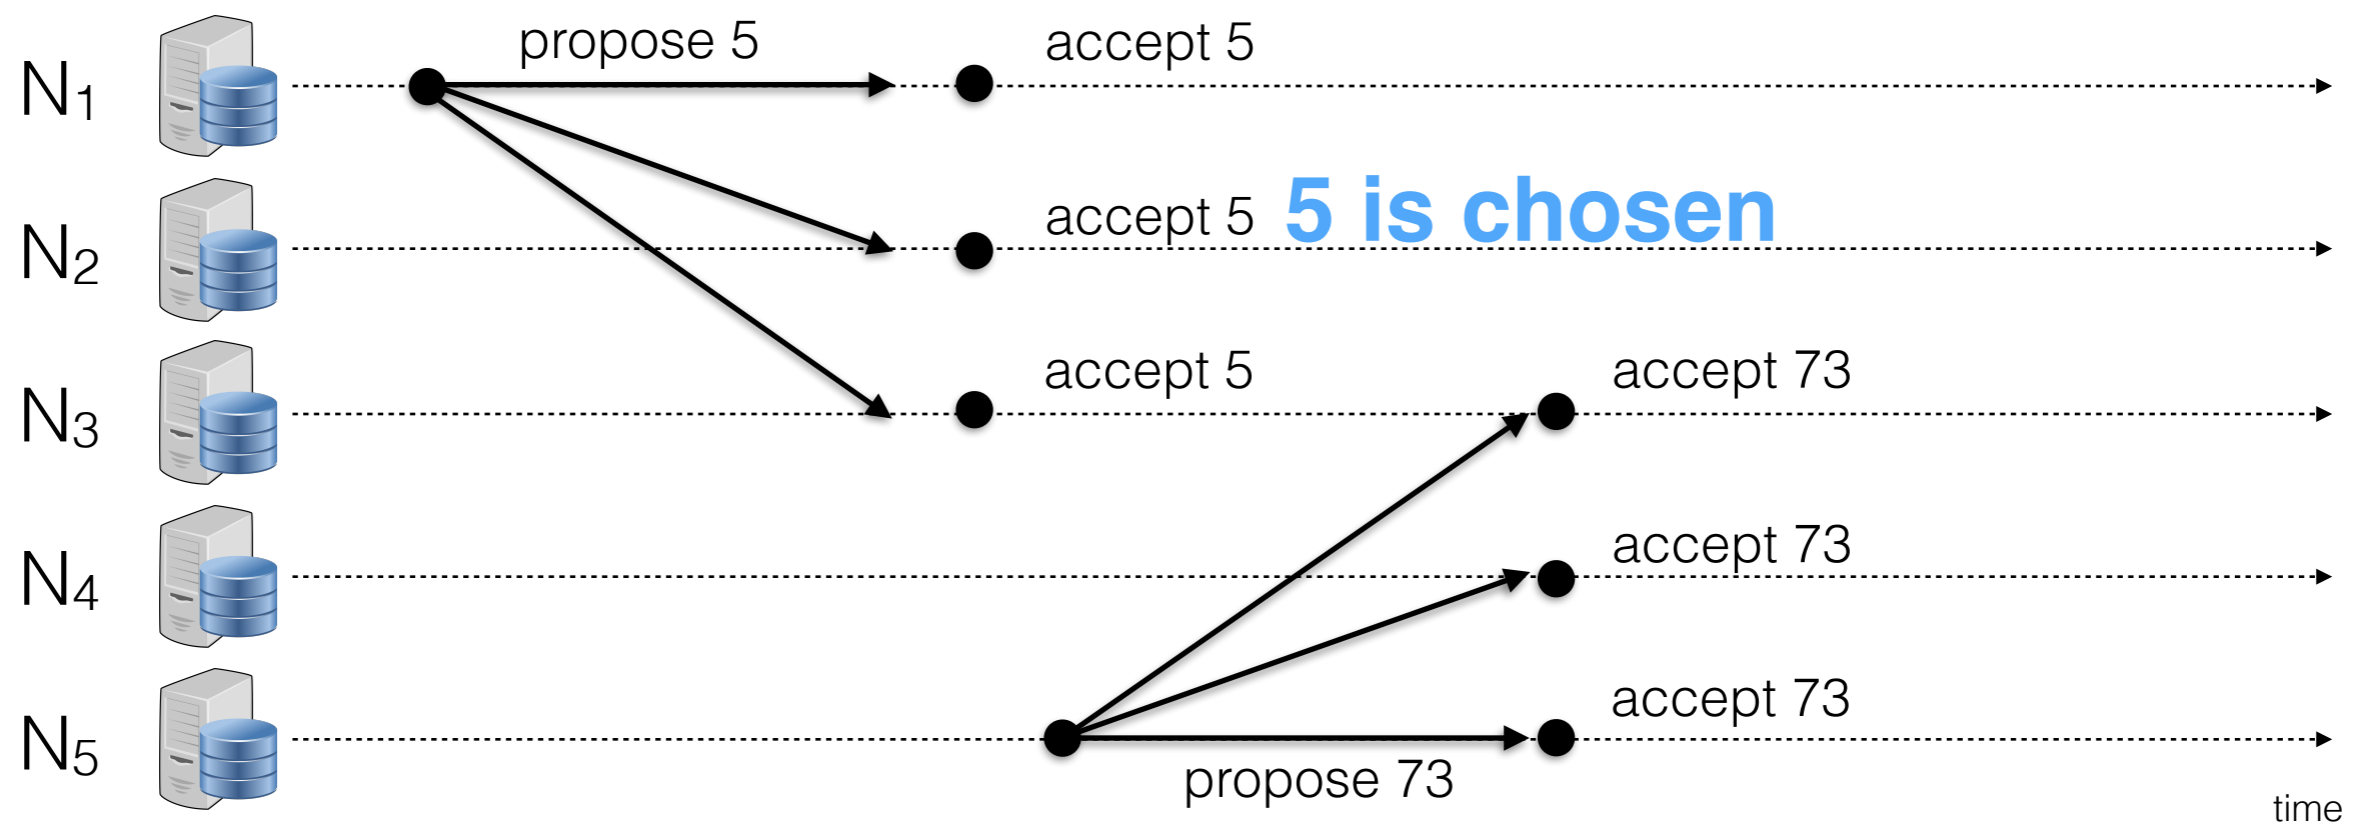 propose 5
accept 5
N1
accept 5 5 is chosen
N2
accept 5
accept 73
N3
accept 73
N4
accept 73
N5
propose 73
time